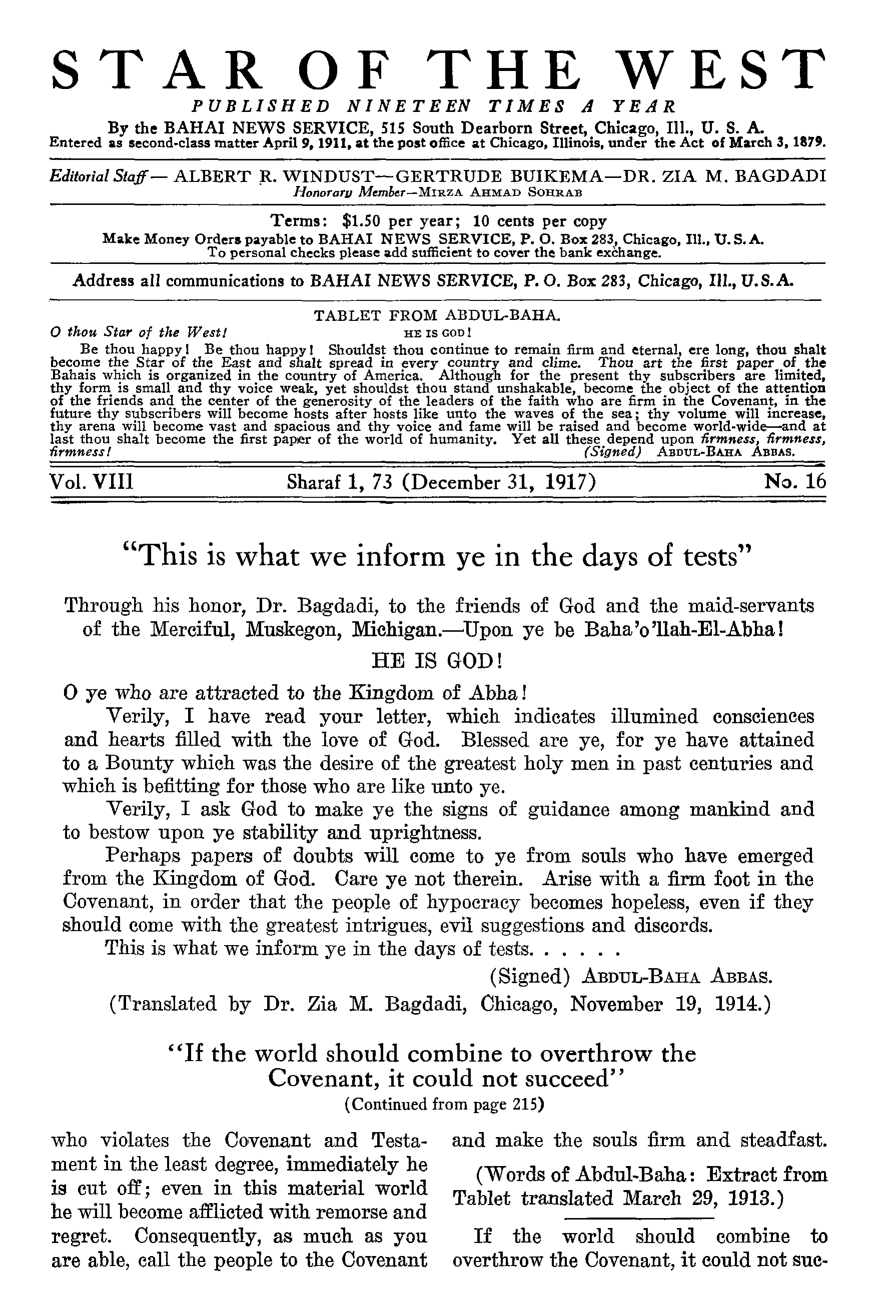 STAR OF THE WEST
PUBLISHED NINETEEN TIMES A YEAR
By the BAHAI NEWS SERVICE, 515 South Dearborn Street, Chicago, Ill., U. S. A.
Entered as second-class matter April 9, 1911, at the post office at Chicago, Illinois, under the Act of March 3, 1879.
Editorial Staff— ALBERT R. WINDUST—GERTRUDE BUIKEMA—DR. ZIA M. BAGDADI
Honorary Member—MIRZA AHMAD SOHRAB
Terms: $1.50 per year; 10 cents per copy
Make Money Orders payable to BAHAI NEWS SERVICE, P. O. Box 283, Chicago, Ill., U. S. A.
To personal checks please add sufficient to cover the bank exchange.
Address all communications to BAHAI NEWS SERVICE, P. O. Box 283, Chicago, Ill., U. S. A.
TABLET FROM ABDUL-BAHA.
O thou Star of the West! HE IS GOD!
Be thou happy! Be thou happy! Shouldst thou continue to remain firm and eternal, ere long, thou shalt
become the Star of the East and shalt spread in every country and clime. Thou art the first paper of the
Bahais which is organized in the country of America. Although for the present thy subscribers are limited,
thy form is small and thy voice weak, yet shouldst thou stand unshakable, become the object of the attention
of the friends and the center of the generosity of the leaders of the faith who are firm in the Covenant, in the
future thy subscribers will become hosts after hosts like unto the waves of the sea; thy volume will increase,
thy arena will become vast and spacious and thy voice and fame will be raised and become world-wide—and at
last thou shalt become the first paper of the world of humanity. Yet all these depend upon firmness, firmness,
firmness! (Signed) ABDUL-BAHA ABBAS.
Vol. VIII Sharaf 1, 73 (December 31, 1917) No. 16
"This is what we inform ye in the days of tests"
Through his honor, Dr. Bagdadi, to the friends of God and the maid-servants
of the Merciful, Muskegon, Michigan.—Upon ye be Baha'o'llah-El-Abha!
HE IS GOD!
O ye who are attracted to the Kingdom of Abha!
Verily, I have read your letter, which indicates illumined consciences
and hearts filled with the love of God. Blessed are ye, for ye have attained
to a Bounty which was the desire of the greatest holy men in past centuries and
which is befitting for those who are like unto ye.
Verily, I ask God to make ye the signs of guidance among mankind and
to bestow upon ye stability and uprightness.
Perhaps papers of doubts will come to ye from souls who have emerged
from the Kingdom of God. Care ye not therein. Arise with a firm foot in the
Covenant, in order that the people of hypocracy becomes hopeless, even if they
should come with the greatest intrigues, evil suggestions and discords.
This is what we inform ye in the days of tests. . . . . .
(Signed) ABDUL-BAHA ABBAS.
(Translated by Dr. Zia M. Bagdadi, Chicago, November 19, 1914.)
"If the world should combine to overthrow the
Covenant, it could not succeed"
(Continued from page 215)
who violates the Covenant and Testa-
ment in the least degree, immediately he
is cut off; even in this material world
he will become afflicted with remorse and
regret. Consequently, as much as you
are able, call the people to the Covenant
and make the souls firm and steadfast.
(Words of Abdul-Baha: Extract from
Tablet translated March 29, 1913.)
If the world should combine to
overthrow the Covenant, it could not suc-